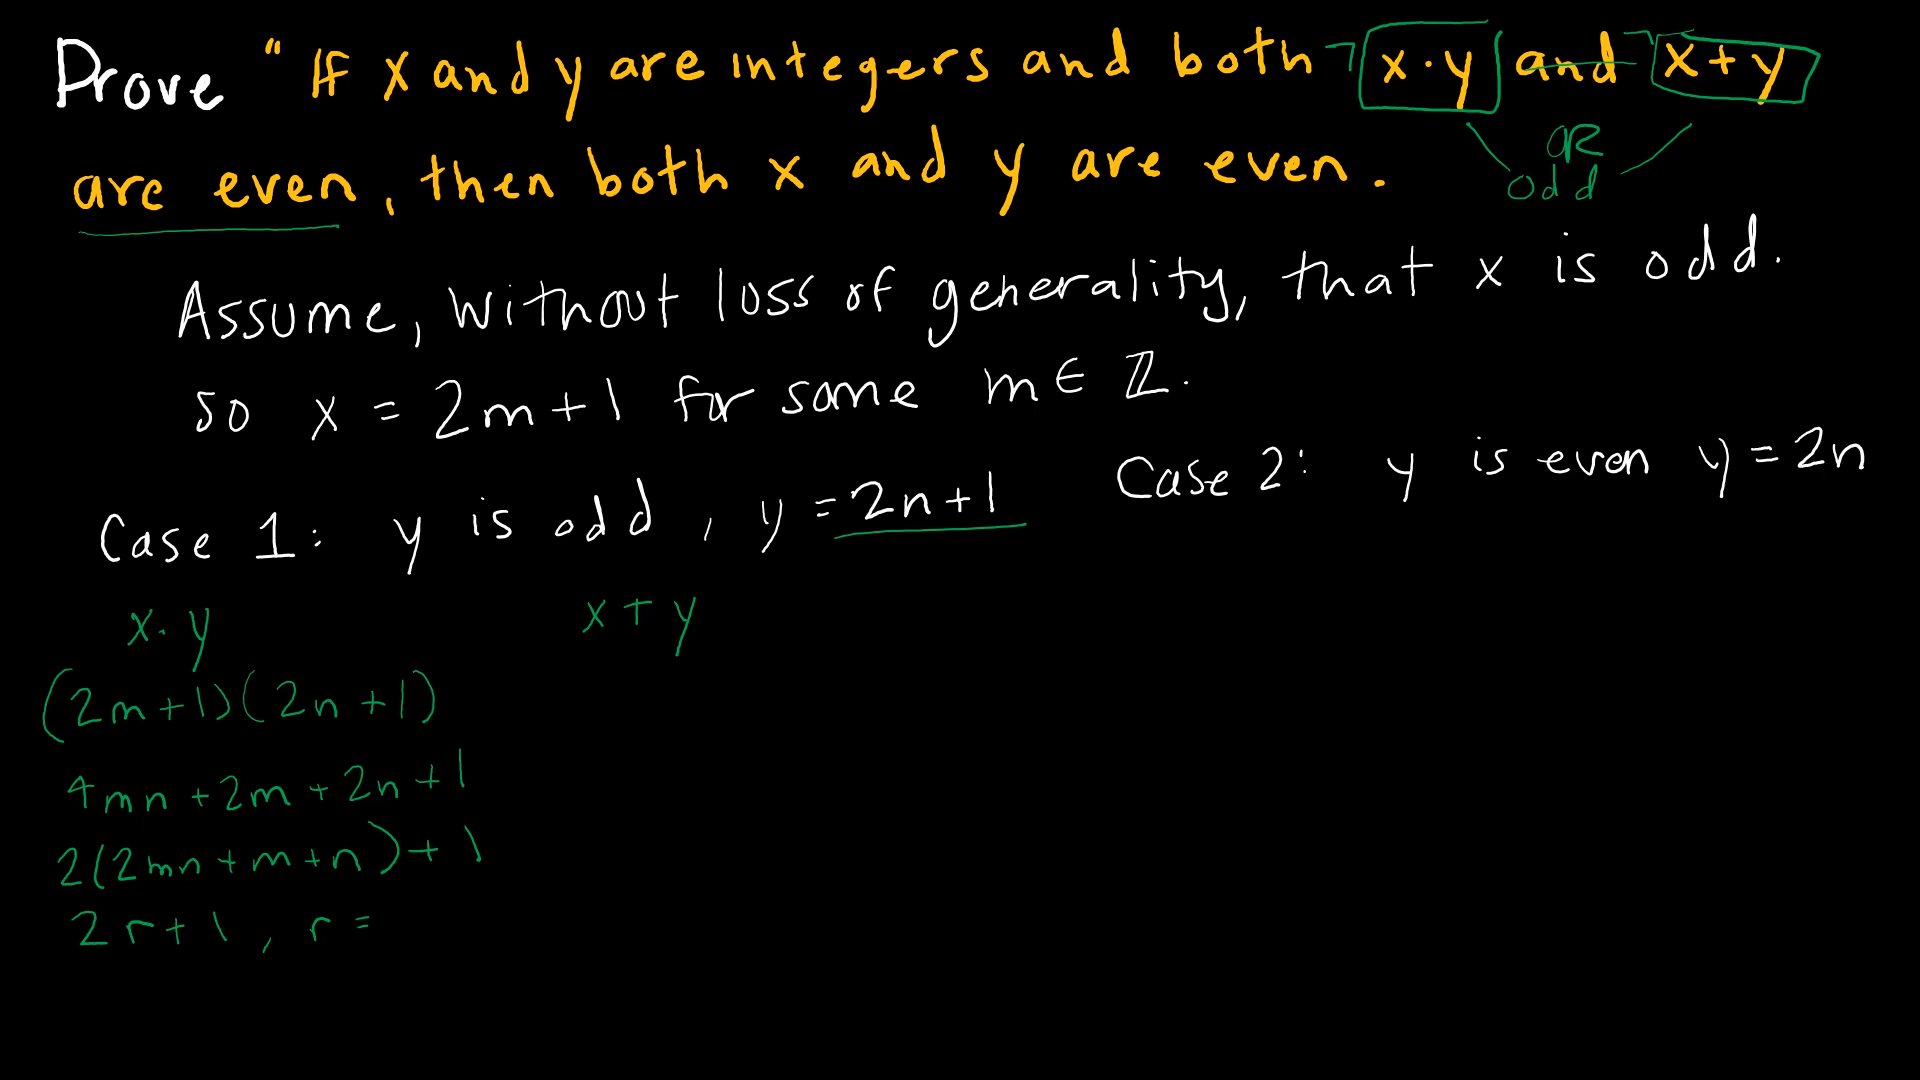 Prove "If x and y are integers and both ¬ x·y and ¬ x+y
OR
are even, then both x and y are even.
odd
Assume, without loss of generality, that x is odd.
so x = 2m+1 for some m ∈ ℤ.
Case 1: y is odd, y = 2n+1
Case 2: y is even y = 2n
x·y
x+y
(2m+1)(2n+1)
4mn+2m+2n+1
2(2mn+m+n)+1
2r+1, r =